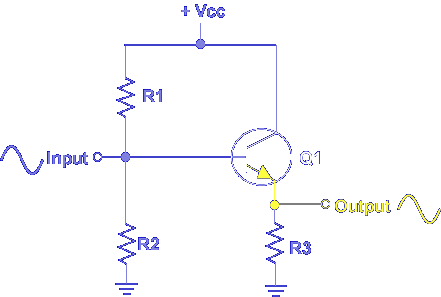 + Vcc
R1
Input
Q1
Output
R2
R3